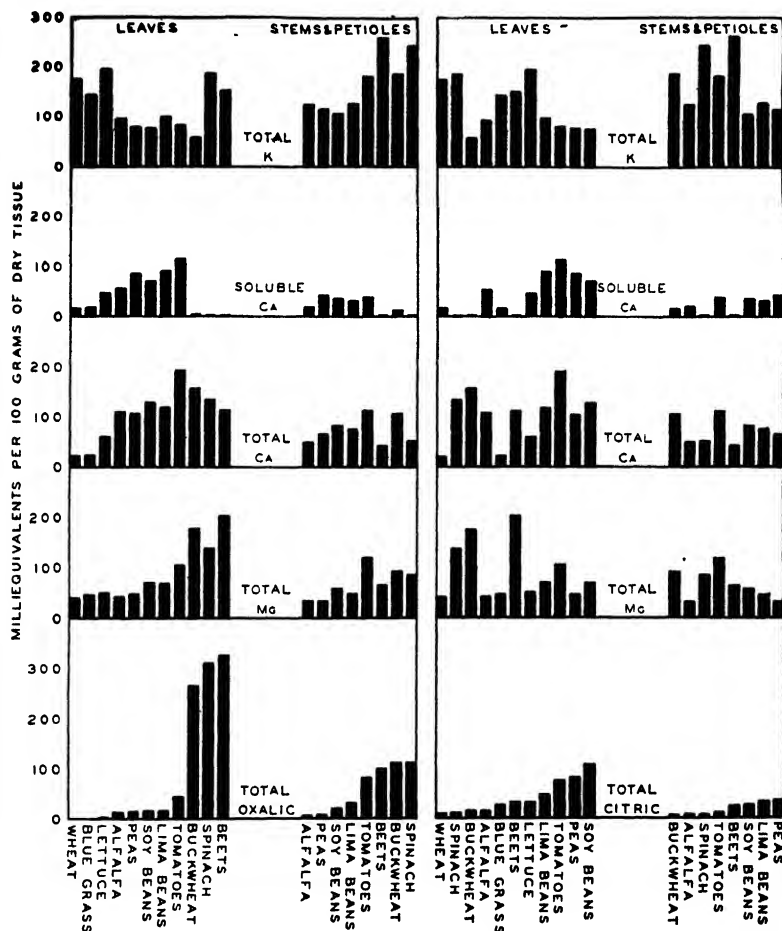 MILLIEQUIVALENTS PER 100 GRAMS OF DRY TISSUE
300
LEAVES
STEMS&PETIOLES
LEAVES
STEMS&PETIOLES
200
100
0
TOTAL
K
TOTAL
K
200
100
0
SOLUBLE
CA
SOLUBLE
CA
200
100
0
TOTAL
CA
TOTAL
CA
200
100
0
TOTAL
MG
TOTAL
MG
300
200
100
0
TOTAL
OXALIC
TOTAL
CITRIC
WHEAT
BLUE GRASS
LETTUCE
ALFALFA
PEAS
SOY BEANS
LIMA BEANS
TOMATOES
BUCKWHEAT
SPINACH
BEETS
ALFALFA
PEAS
SOY BEANS
LIMA BEANS
TOMATOES
BEETS
BUCKWHEAT
SPINACH
WHEAT
SPINACH
BUCKWHEAT
ALFALFA
BLUE GRASS
BEETS
LETTUCE
LIMA BEANS
TOMATOES
PEAS
SOY BEANS
BUCKWHEAT
ALFALFA
SPINACH
TOMATOES
BEETS
SOY BEANS
LIMA BEANS
PEAS